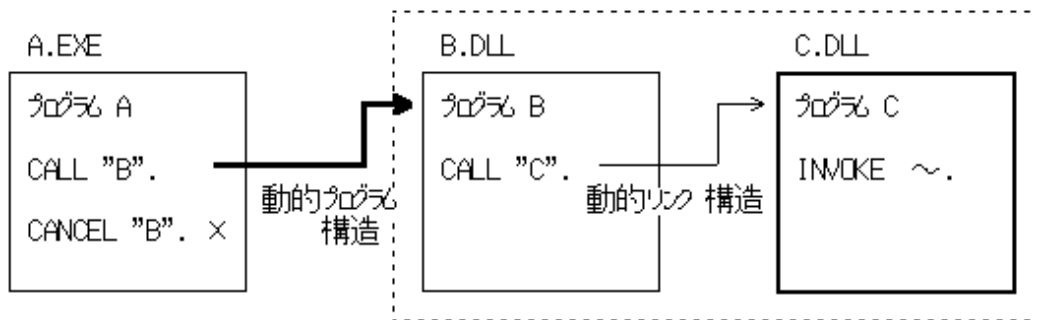 A.EXE
B.DLL
C.DLL
ﾌﾟﾛｸﾞﾗﾑ A
CALL ”B”.
CANCEL ”B”. ×
動的ﾌﾟﾛｸﾞﾗﾑ
構造
ﾌﾟﾛｸﾞﾗﾑ B
CALL ”C”.
動的ﾘﾝｸ 構造
ﾌﾟﾛｸﾞﾗﾑ C
INVOKE ～.